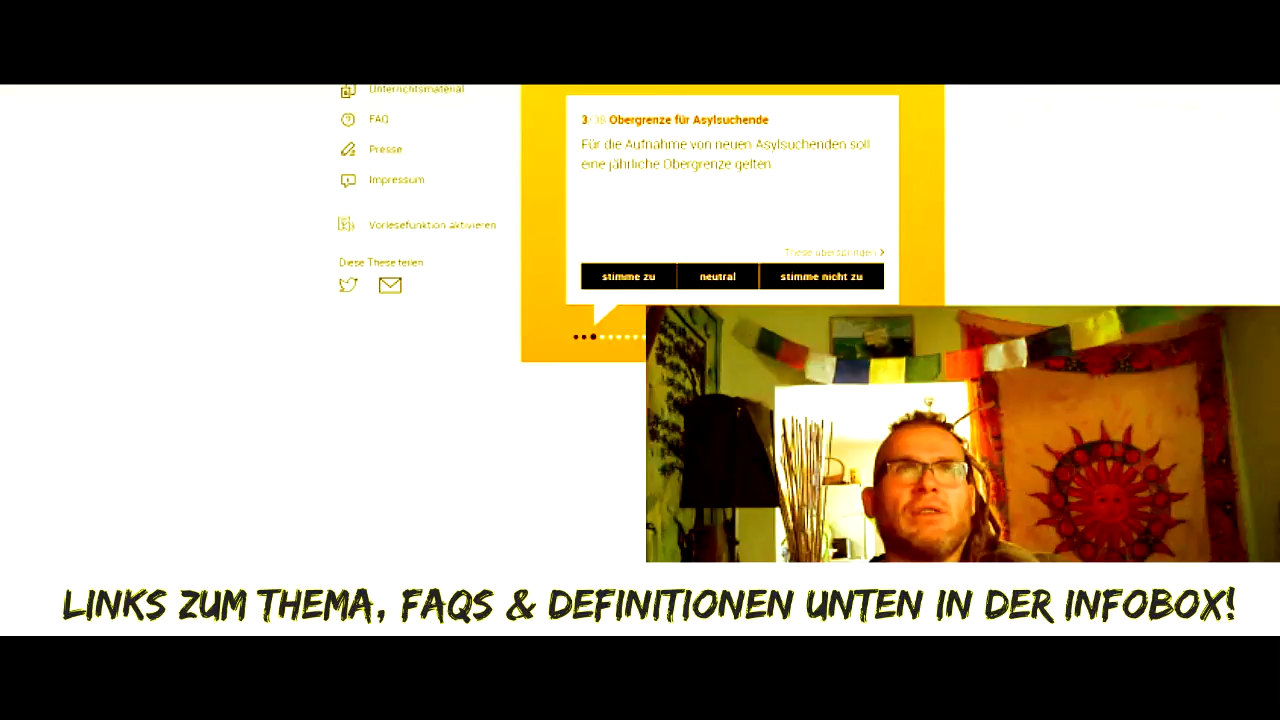 Unterrichtsmaterial
FAQ
Presse
Impressum
Vorlesefunktion aktivieren
Diese These teilen
3/38 Obergrenze für Asylsuchende
Für die Aufnahme von neuen Asylsuchenden soll
eine jährliche Obergrenze gelten.
These überspringen
stimme zu neutral stimme nicht zu
LINKS ZUM THEMA, FAQS & DEFINITIONEN UNTEN IN DER INFOBOX!